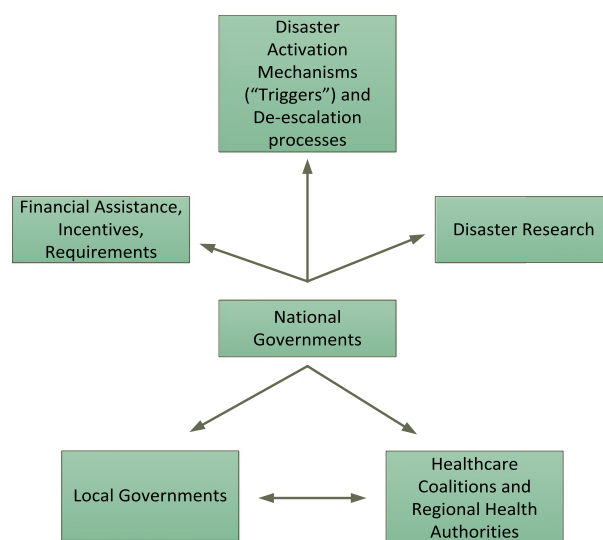 Disaster
Activation
Mechanisms
(“Triggers”) and
De-escalation
processes
Financial Assistance,
Incentives,
Requirements
Disaster Research
National
Governments
Local Governments
Healthcare
Coalitions and
Regional Health
Authorities